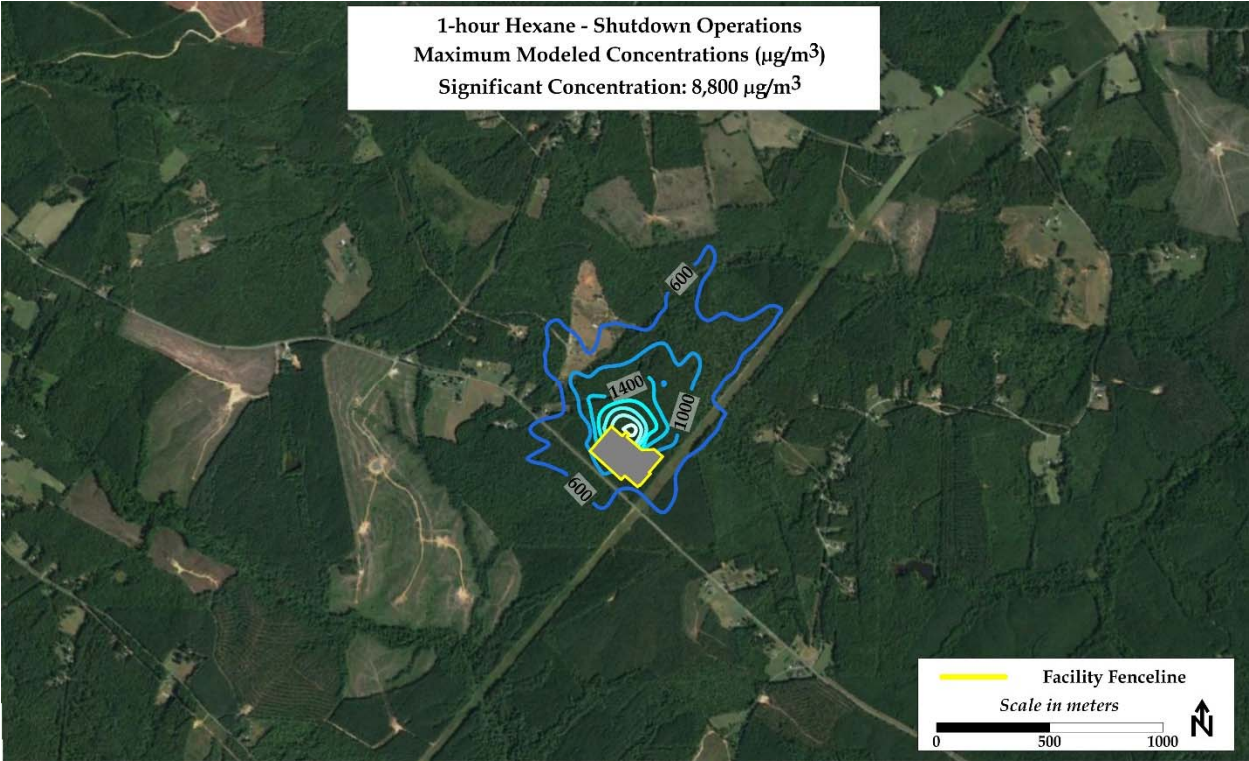 1-hour Hexane - Shutdown Operations
Maximum Modeled Concentrations (µg/m³)
Significant Concentration: 8,800 µg/m³
600
1400
1000
600
Facility Fenceline
Scale in meters
N
0 500 1000